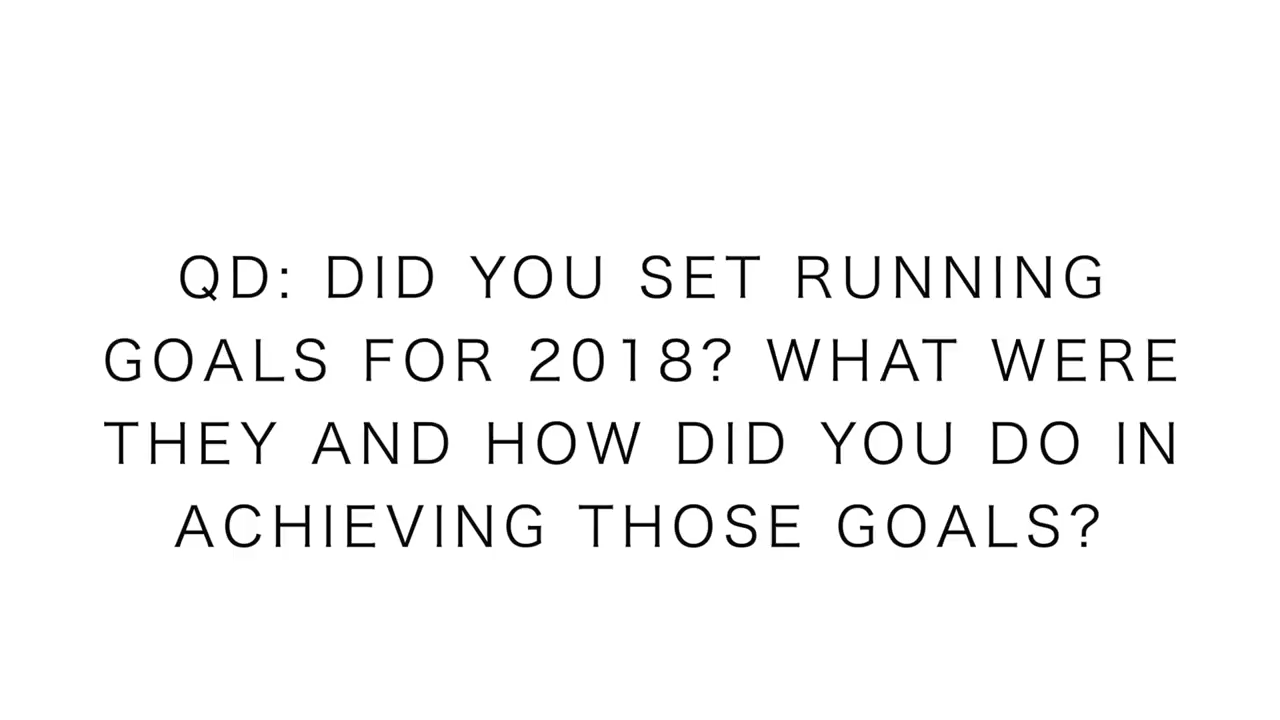 QD: DID YOU SET RUNNING
GOALS FOR 2018? WHAT WERE
THEY AND HOW DID YOU DO IN
ACHIEVING THOSE GOALS?